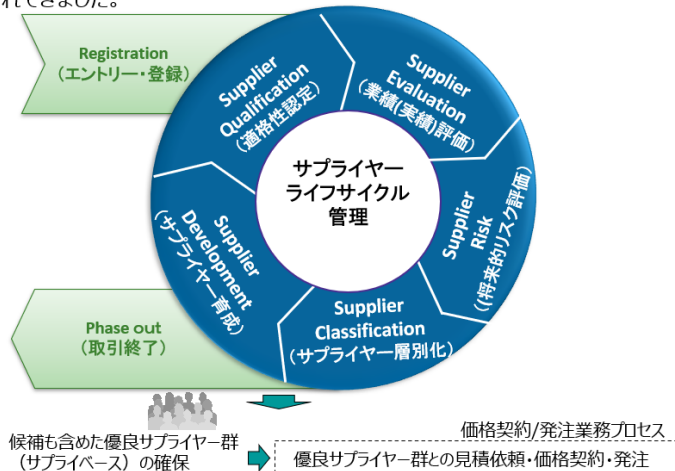 れてきました。
Registration
(エントリー・登録)
Supplier
Qualification
(適格性認定)
Supplier
Evaluation
(業績(実績)評価)
Supplier
Risk
((将来的リスク評価)
Supplier
Classification
(サプライヤー層別化)
Supplier
Development
(サプライヤー育成)
サプライヤー
ライフサイクル
管理
Phase out
(取引終了)
候補も含めた優良サプライヤー群
(サプライベース)の確保
価格契約/発注業務プロセス
優良サプライヤー群との見積依頼・価格契約・発注